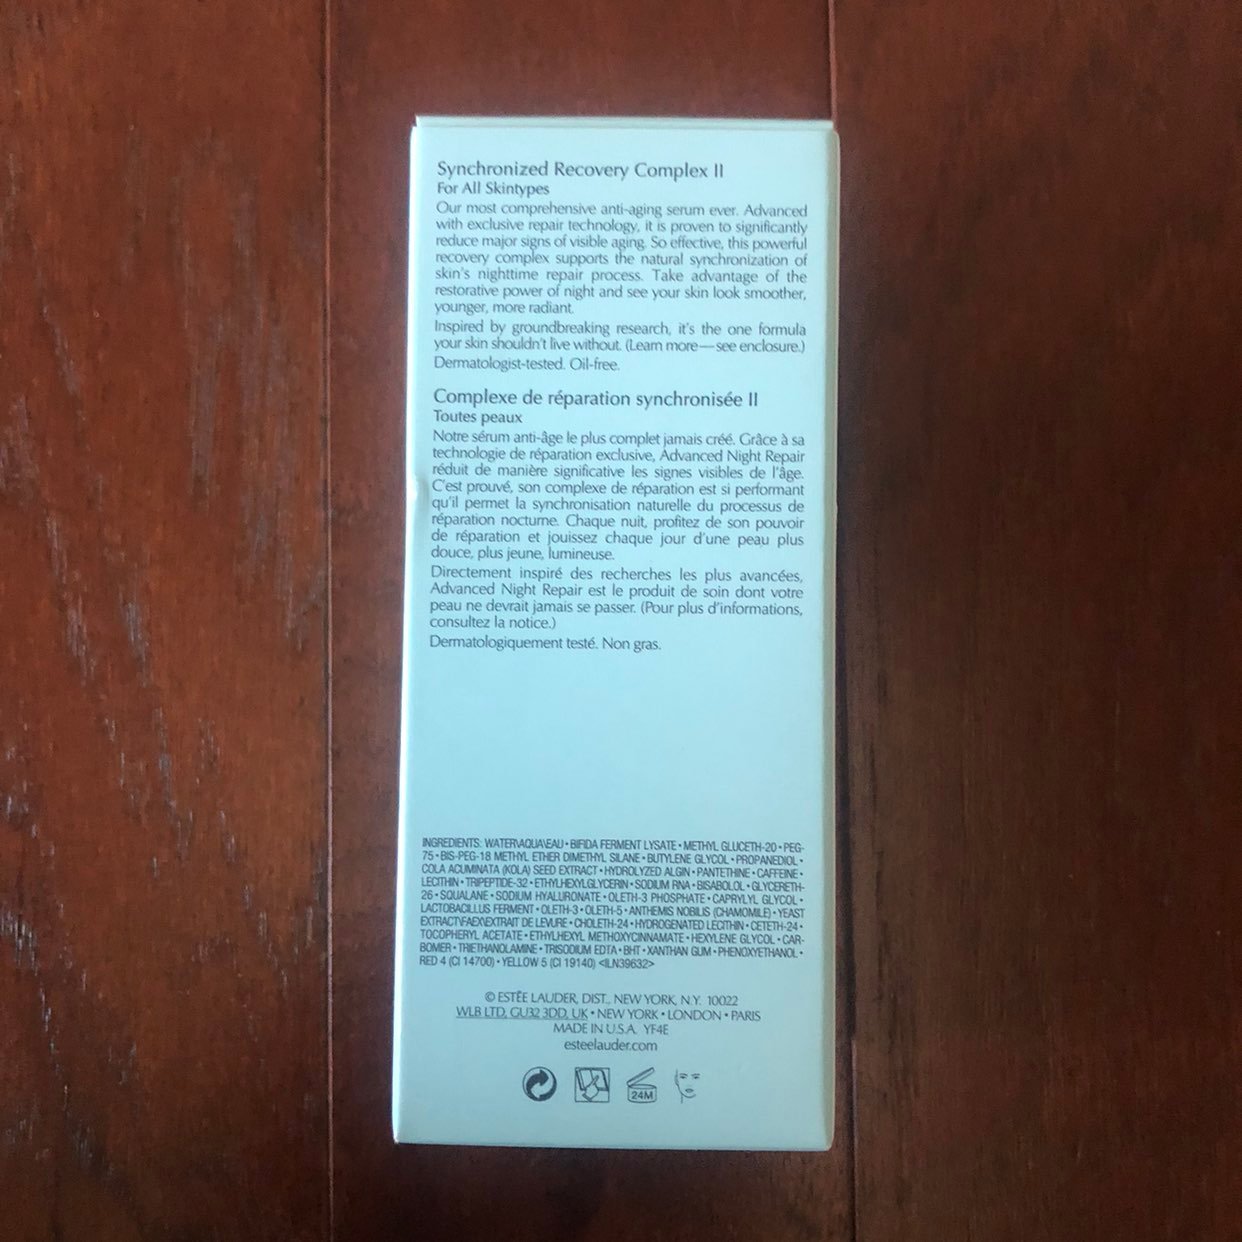 Synchronized Recovery Complex II
For All Skintypes
Our most comprehensive anti-aging serum ever. Advanced
with exclusive repair technology, it is proven to significantly
reduce major signs of visible aging. So effective, this powerful
recovery complex supports the natural synchronization of
skin's nighttime repair process. Take advantage of the
restorative power of night and see your skin look smoother,
younger, more radiant.
Inspired by groundbreaking research, it's the one formula
your skin shouldn't live without. (Learn more—see enclosure.)
Dermatologist-tested. Oil-free.
Complexe de réparation synchronisée II
Toutes peaux
Notre sérum anti-âge le plus complet jamais créé. Grâce à sa
technologie de réparation exclusive, Advanced Night Repair
réduit de manière significative les signes visibles de l'âge.
C'est prouvé, son complexe de réparation est si performant
qu'il permet la synchronisation naturelle du processus de
réparation nocturne. Chaque nuit, profitez de son pouvoir
de réparation et jouissez chaque jour d'une peau plus
douce, plus jeune, lumineuse.
Directement inspiré des recherches les plus avancées,
Advanced Night Repair est le produit de soin dont votre
peau ne devrait jamais se passer. (Pour plus d'informations,
consultez la notice.)
Dermatologiquement testé. Non gras.
INGREDIENTS: WATER\AQUA\EAU • BIFIDA FERMENT LYSATE • METHYL GLUCETH-20 • PEG-
75 • BIS-PEG-18 METHYL ETHER DIMETHYL SILANE • BUTYLENE GLYCOL • PROPANEDIOL •
COLA ACUMINATA (KOLA) SEED EXTRACT • HYDROLYZED ALGIN • PANTETHINE • CAFFEINE •
LECITHIN • TRIPEPTIDE-32 • ETHYLHEXYLGLYCERIN • SODIUM RNA • BISABOLOL • GLYCERETH-
26 • SQUALANE • SODIUM HYALURONATE • OLETH-3 PHOSPHATE • CAPRYLYL GLYCOL •
LACTOBACILLUS FERMENT • OLETH-3 • OLETH-5 • ANTHEMIS NOBILIS (CHAMOMILE) • YEAST
EXTRACT\FAEX\EXTRAIT DE LEVURE • CHOLETH-24 • HYDROGENATED LECITHIN • CETETH-24 •
TOCOPHERYL ACETATE • ETHYLHEXYL METHOXYCINNAMATE • HEXYLENE GLYCOL • CAR-
BOMER • TRIETHANOLAMINE • TRISODIUM EDTA • BHT • XANTHAN GUM • PHENOXYETHANOL •
RED 4 (CI 14700) • YELLOW 5 (CI 19140) <ILN39632>
© ESTĒE LAUDER, DIST., NEW YORK, N.Y. 10022
WLB LTD, GU32 3DD, UK • NEW YORK • LONDON • PARIS
MADE IN U.S.A. YF4E
esteelauder.com
24M